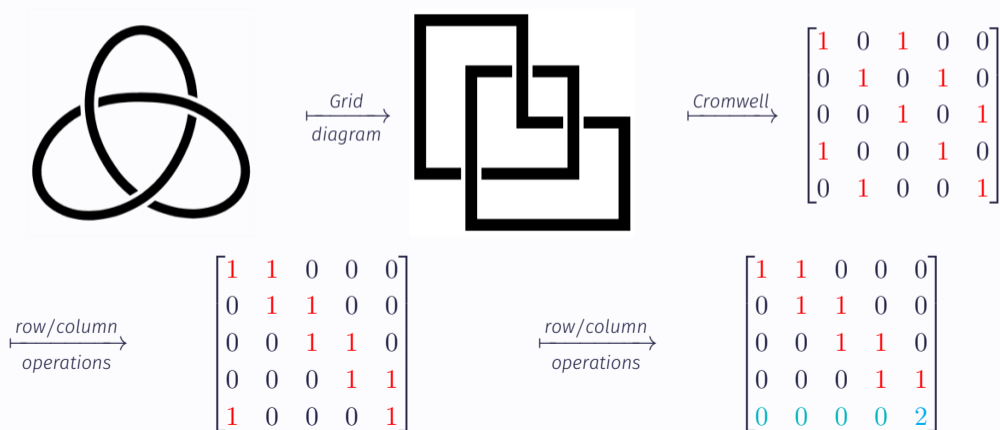 Grid
diagram
Cromwell
1 0 1 0 0
0 1 0 1 0
0 0 1 0 1
1 0 0 1 0
0 1 0 0 1
row/column
operations
1 1 0 0 0
0 1 1 0 0
0 0 1 1 0
0 0 0 1 1
1 0 0 0 1
row/column
operations
1 1 0 0 0
0 1 1 0 0
0 0 1 1 0
0 0 0 1 1
0 0 0 0 2